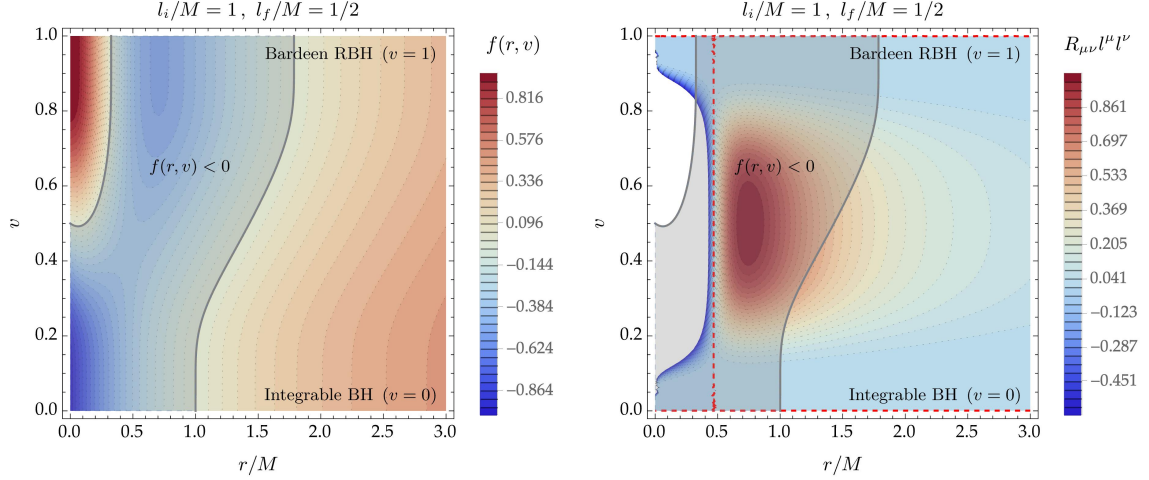 l_i/M = 1 , l_f/M = 1/2
f(r, v)
1.0
0.8
0.6
0.4
0.2
0.0
v
Bardeen RBH (v = 1)
f(r, v) < 0
Integrable BH (v = 0)
0.0 0.5 1.0 1.5 2.0 2.5 3.0
r/M
0.816
0.576
0.336
0.096
−0.144
−0.384
−0.624
−0.864
l_i/M = 1 , l_f/M = 1/2
R_{μν}l^μ l^ν
1.0
0.8
0.6
0.4
0.2
0.0
v
Bardeen RBH (v = 1)
f(r, v) < 0
Integrable BH (v = 0)
0.0 0.5 1.0 1.5 2.0 2.5 3.0
r/M
0.861
0.697
0.533
0.369
0.205
0.041
−0.123
−0.287
−0.451